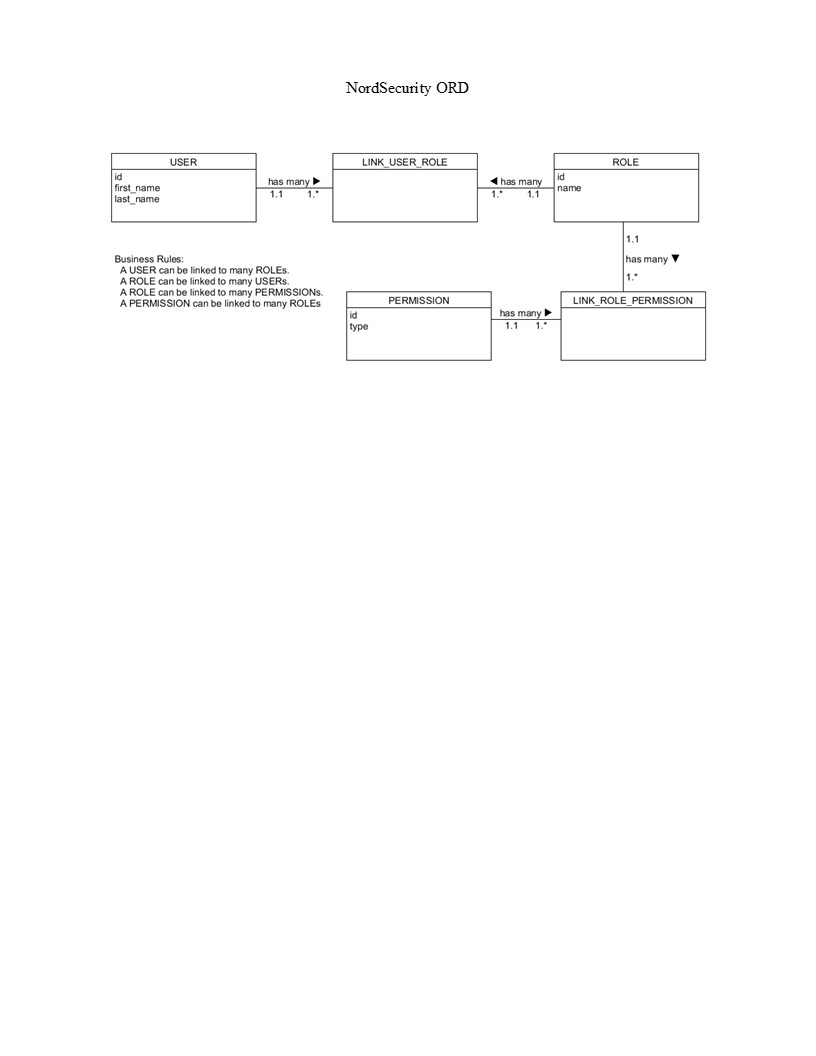 NordSecurity ORD
USER
id
first_name
last_name
has many ▶
1.1 1.*
LINK_USER_ROLE
◀ has many
1.* 1.1
ROLE
id
name
1.1
has many ▼
1.*
Business Rules:
A USER can be linked to many ROLEs.
A ROLE can be linked to many USERs.
A ROLE can be linked to many PERMISSIONs.
A PERMISSION can be linked to many ROLEs
PERMISSION
id
type
has many ▶
1.1 1.*
LINK_ROLE_PERMISSION